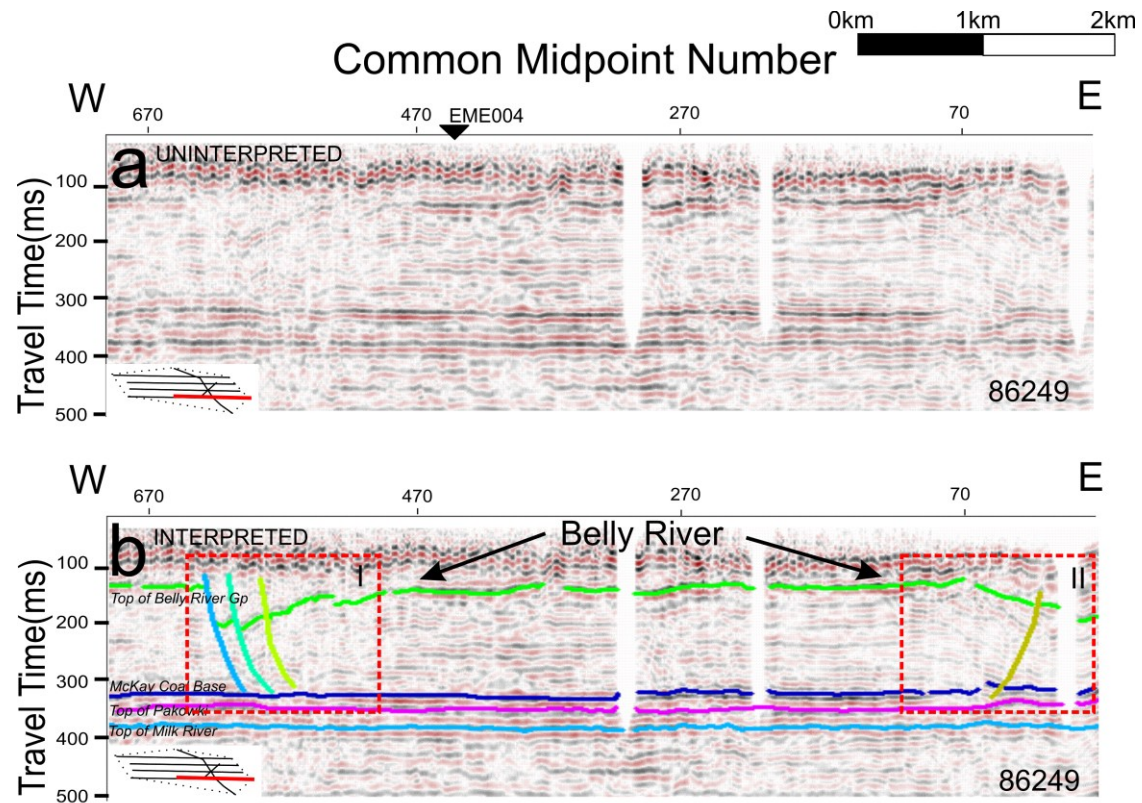 0km 1km 2km
Common Midpoint Number
W E
670 470 EME004 270 70
a UNINTERPRETED
Travel Time(ms)
100
200
300
400
500
86249
W E
670 470 270 70
b INTERPRETED
Belly River
Travel Time(ms)
100
I II
Top of Belly River Gp
200
300
McKay Coal Base
Top of Pakowki
Top of Milk River
400
500
86249